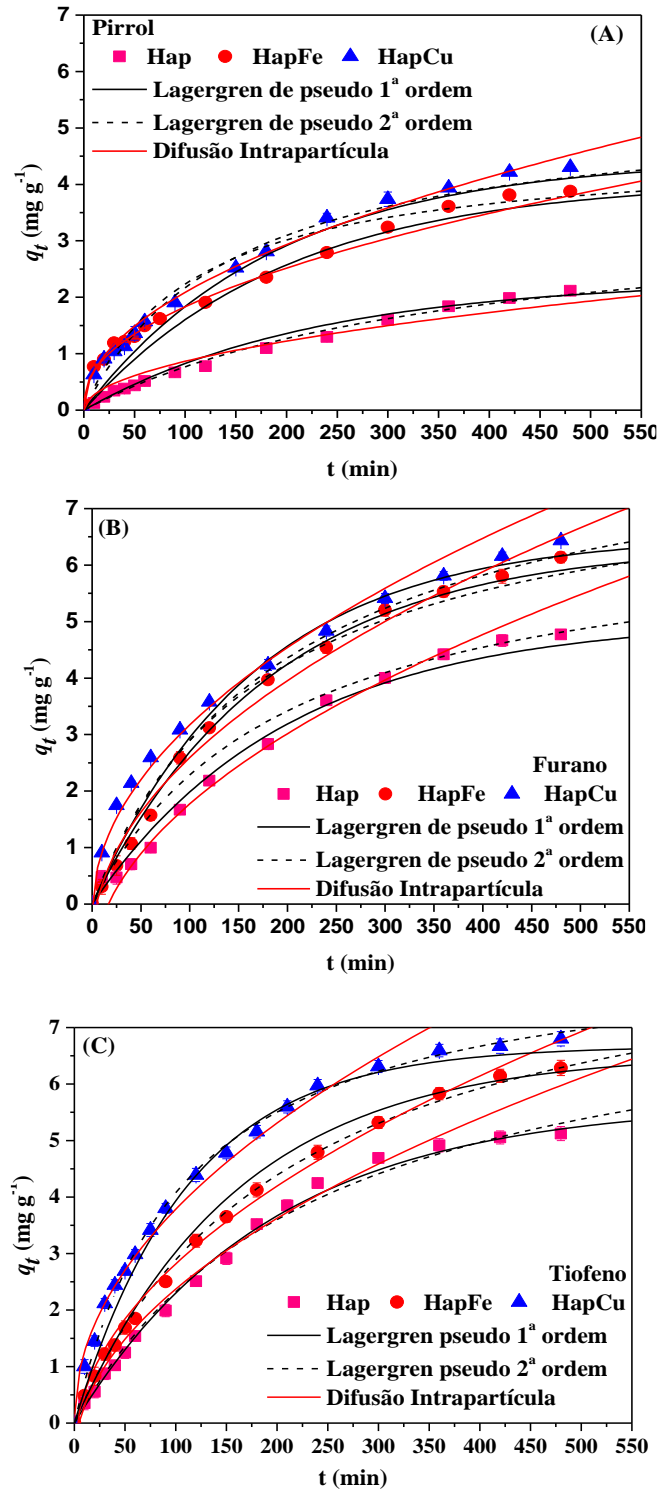 7
6
5
4
3
2
1
0
q_t (mg g⁻¹)
Pirrol
(A)
Hap HapFe HapCu
Lagergren de pseudo 1ª ordem
Lagergren de pseudo 2ª ordem
Difusão Intrapartícula
0 50 100 150 200 250 300 350 400 450 500 550
t (min)
7
6
5
4
3
2
1
0
q_t (mg g⁻¹)
(B)
Furano
Hap HapFe HapCu
Lagergren de pseudo 1ª ordem
Lagergren de pseudo 2ª ordem
Difusão Intrapartícula
0 50 100 150 200 250 300 350 400 450 500 550
t (min)
7
6
5
4
3
2
1
0
q_t (mg g⁻¹)
(C)
Tiofeno
Hap HapFe HapCu
Lagergren pseudo 1ª ordem
Lagergren pseudo 2ª ordem
Difusão Intrapartícula
0 50 100 150 200 250 300 350 400 450 500 550
t (min)